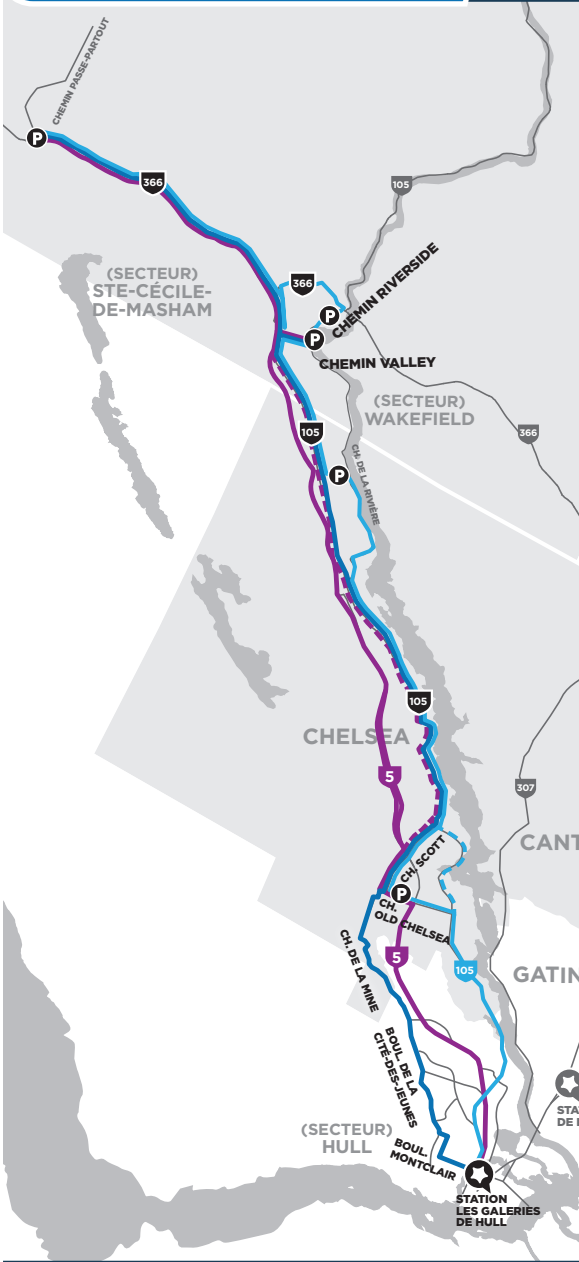 CHEMIN PASSE-PARTOUT
P
366
105
(SECTEUR)
STE-CÉCILE-
DE-MASHAM
366
CHEMIN RIVERSIDE
P
P
CHEMIN VALLEY
(SECTEUR)
WAKEFIELD
105
366
P
CH. DE LA RIVIÈRE
105
CHELSEA
5
307
CANT
CH. SCOTT
P
CH.
OLD CHELSEA
CH. DE LA MINE
5
105
GATIN
BOUL. DE LA
CITÉ-DES-JEUNES
STA
DE L
(SECTEUR)
HULL
BOUL.
MONTCLAIR
STATION
LES GALERIES
DE HULL